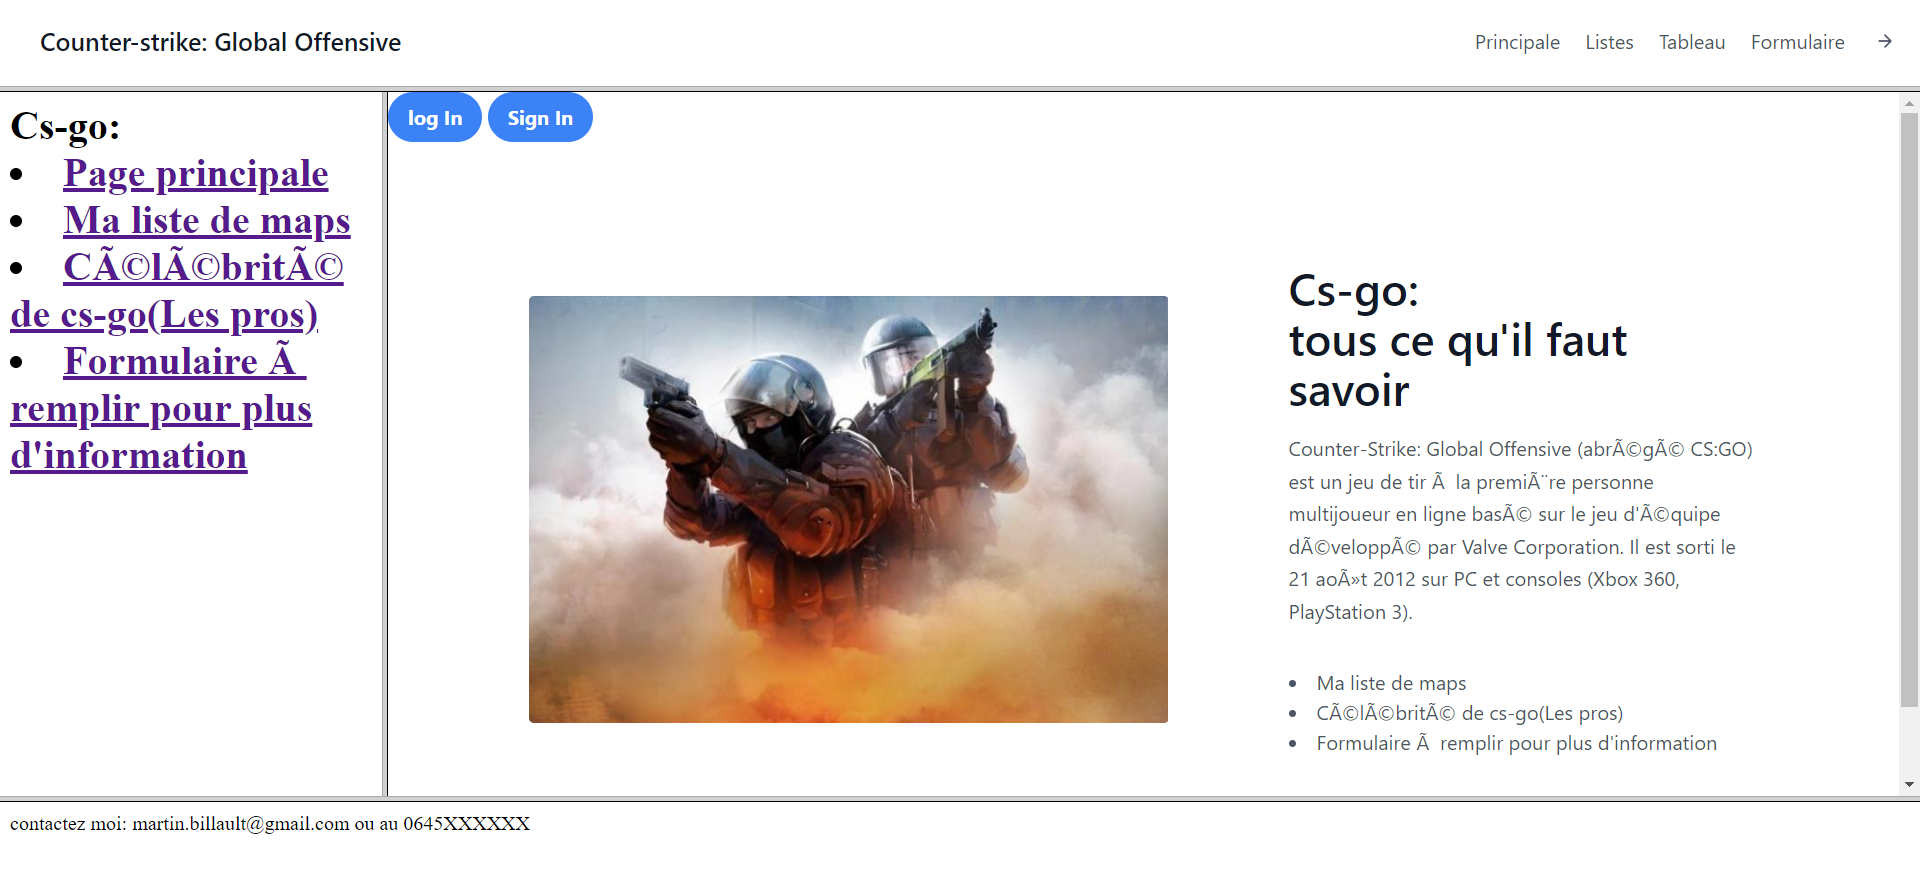 Counter-strike: Global Offensive
Principale Listes Tableau Formulaire →
Cs-go:
• Page principale
• Ma liste de maps
• CÃ©lÃ©britÃ©
de cs-go(Les pros)
• Formulaire Ã
remplir pour plus
d'information
log In Sign In
Cs-go:
tous ce qu'il faut
savoir
Counter-Strike: Global Offensive (abrÃ©gÃ© CS:GO)
est un jeu de tir Ã  la premiÃ¨re personne
multijoueur en ligne basÃ© sur le jeu d'Ã©quipe
dÃ©veloppÃ© par Valve Corporation. Il est sorti le
21 aoÃ»t 2012 sur PC et consoles (Xbox 360,
PlayStation 3).
• Ma liste de maps
• CÃ©lÃ©britÃ© de cs-go(Les pros)
• Formulaire Ã  remplir pour plus d'information
contactez moi: martin.billault@gmail.com ou au 0645XXXXXX